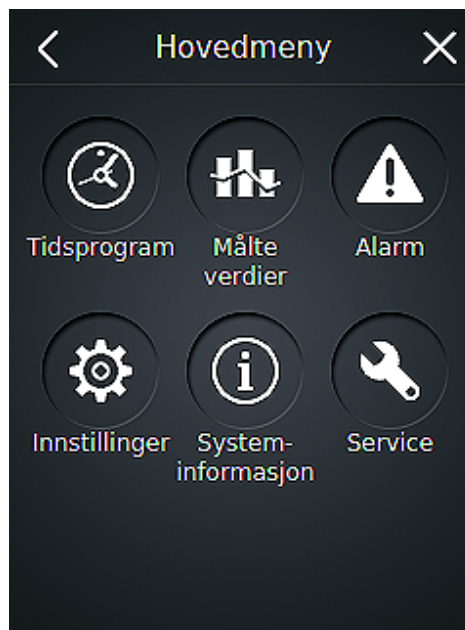 Hovedmeny
Tidsprogram
Målte
verdier
Alarm
Innstillinger
System-
informasjon
Service